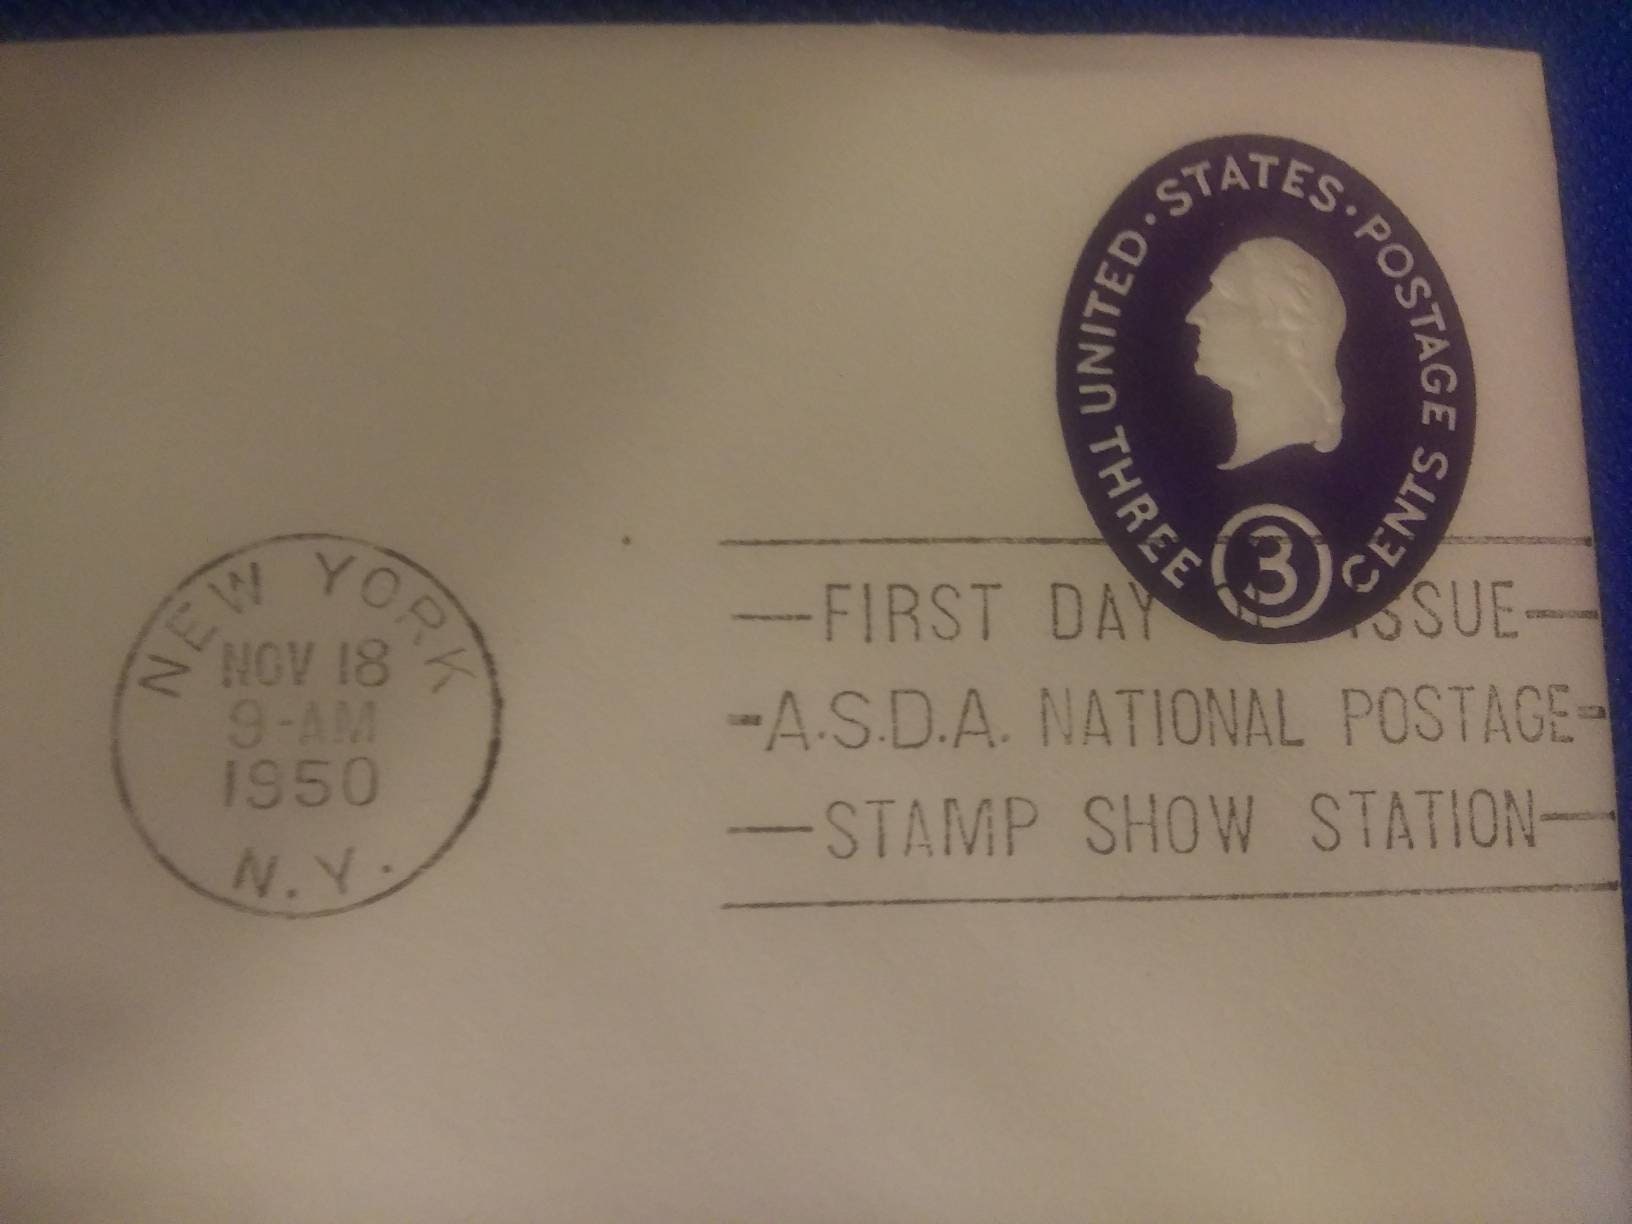 UNITED · STATES · POSTAGE
THREE 3 CENTS
NEW YORK
NOV 18
9-AM
1950
N.Y.
—FIRST DAY ISSUE—
-A.S.D.A. NATIONAL POSTAGE-
—STAMP SHOW STATION—